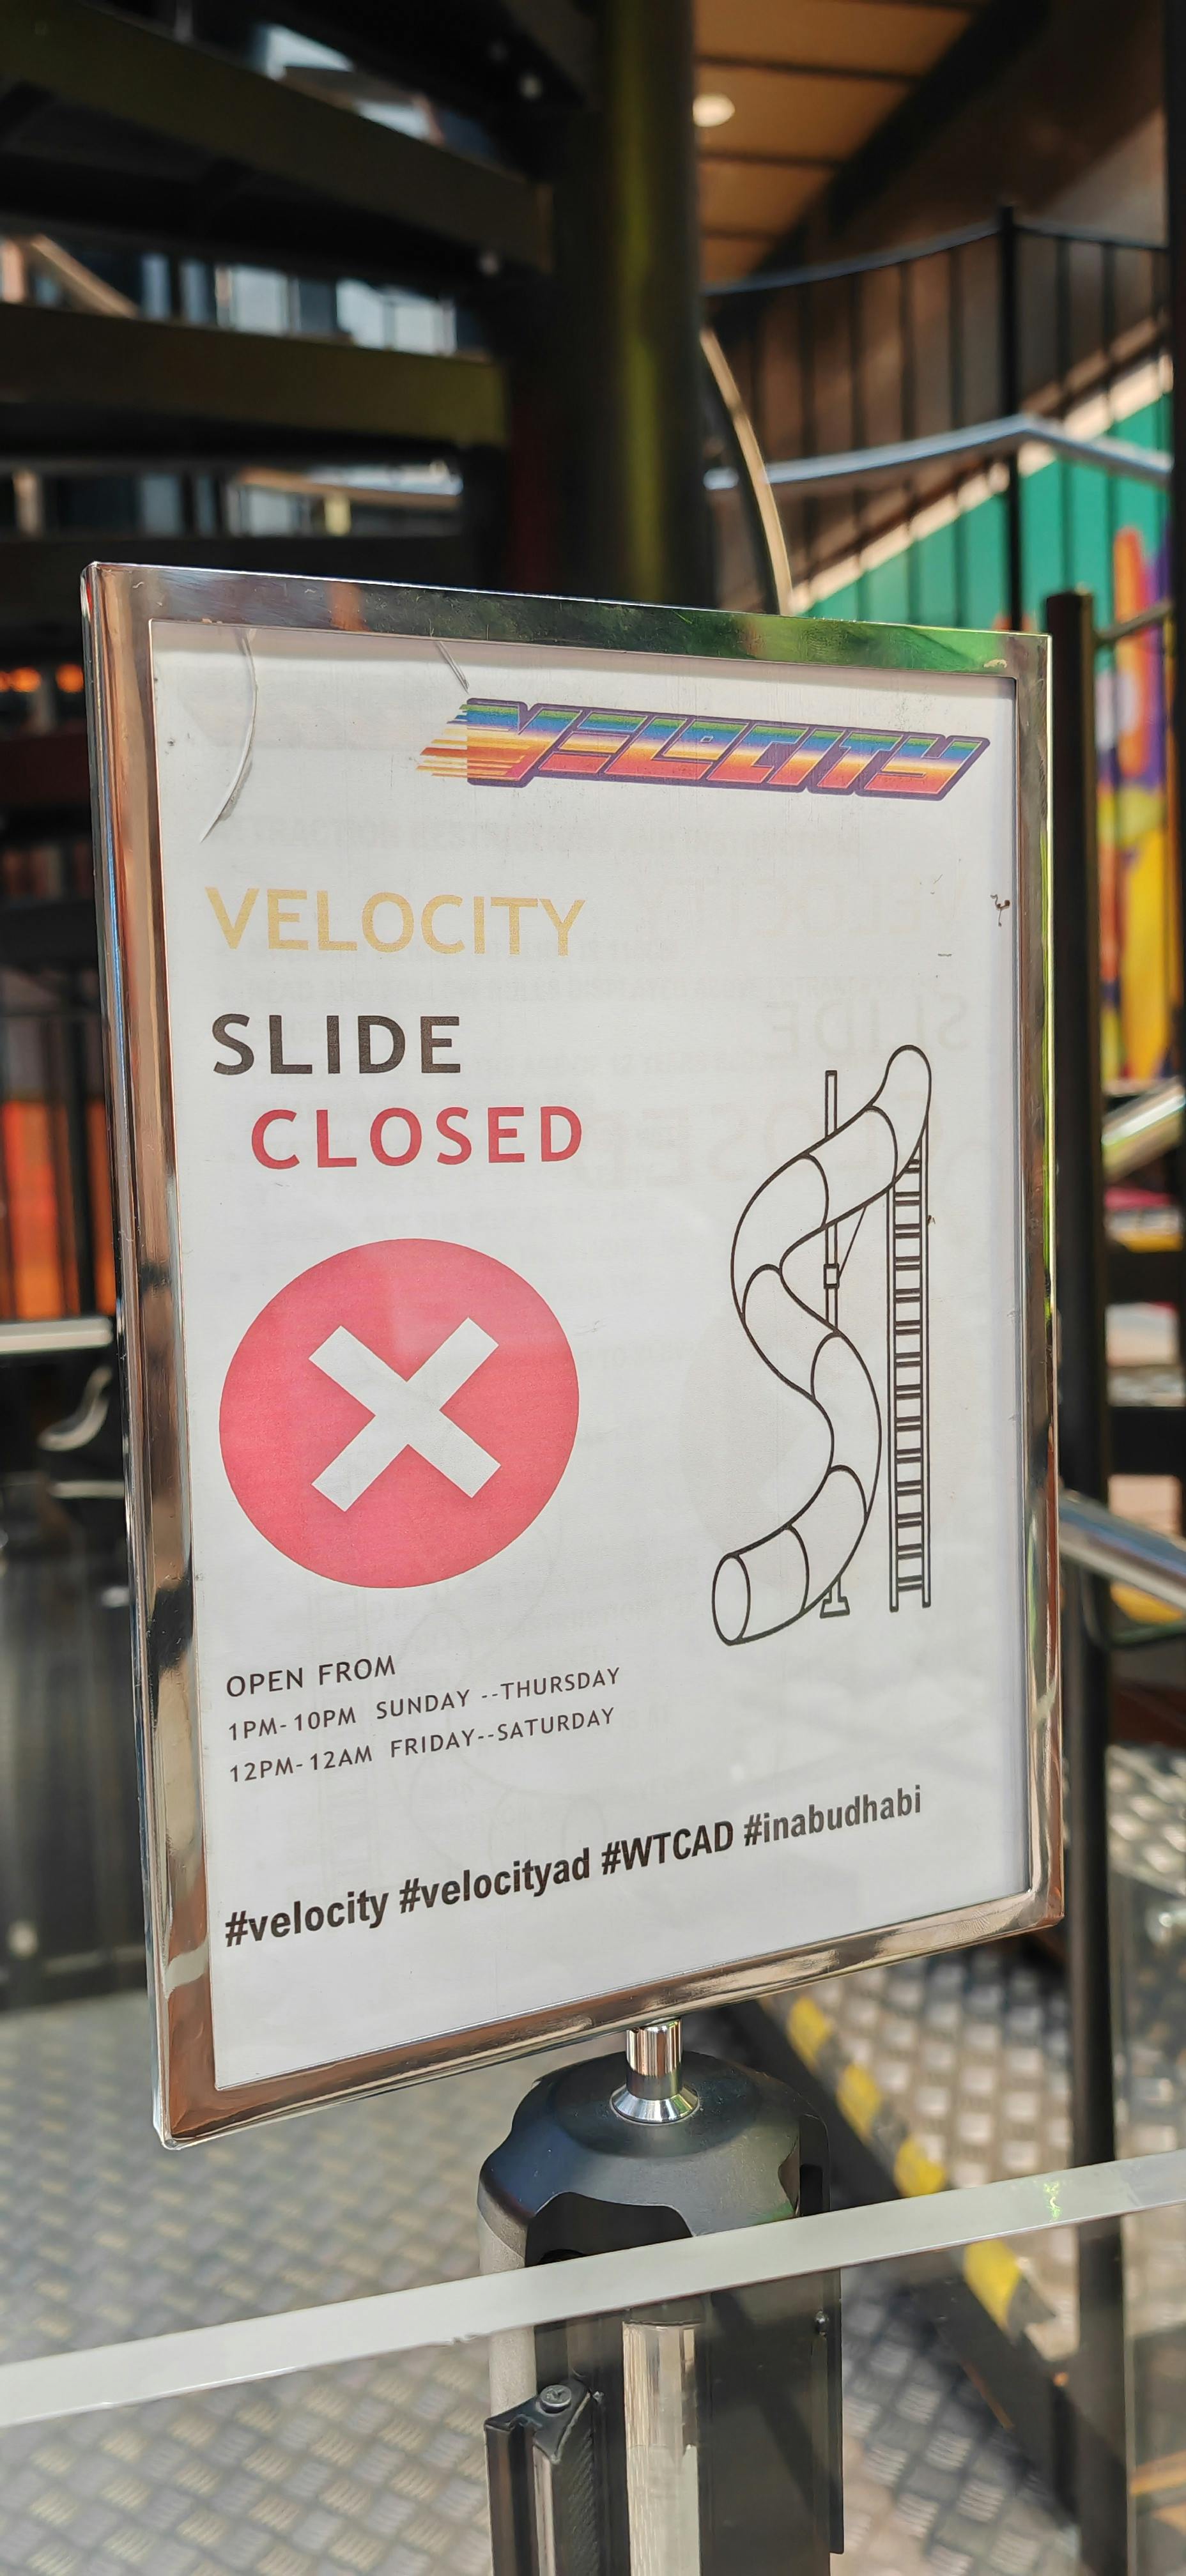 VELOCITY
VELOCITY
SLIDE
CLOSED
OPEN FROM
1PM-10PM SUNDAY --THURSDAY
12PM-12AM FRIDAY--SATURDAY
#velocity #velocityad #WTCAD #inabudhabi